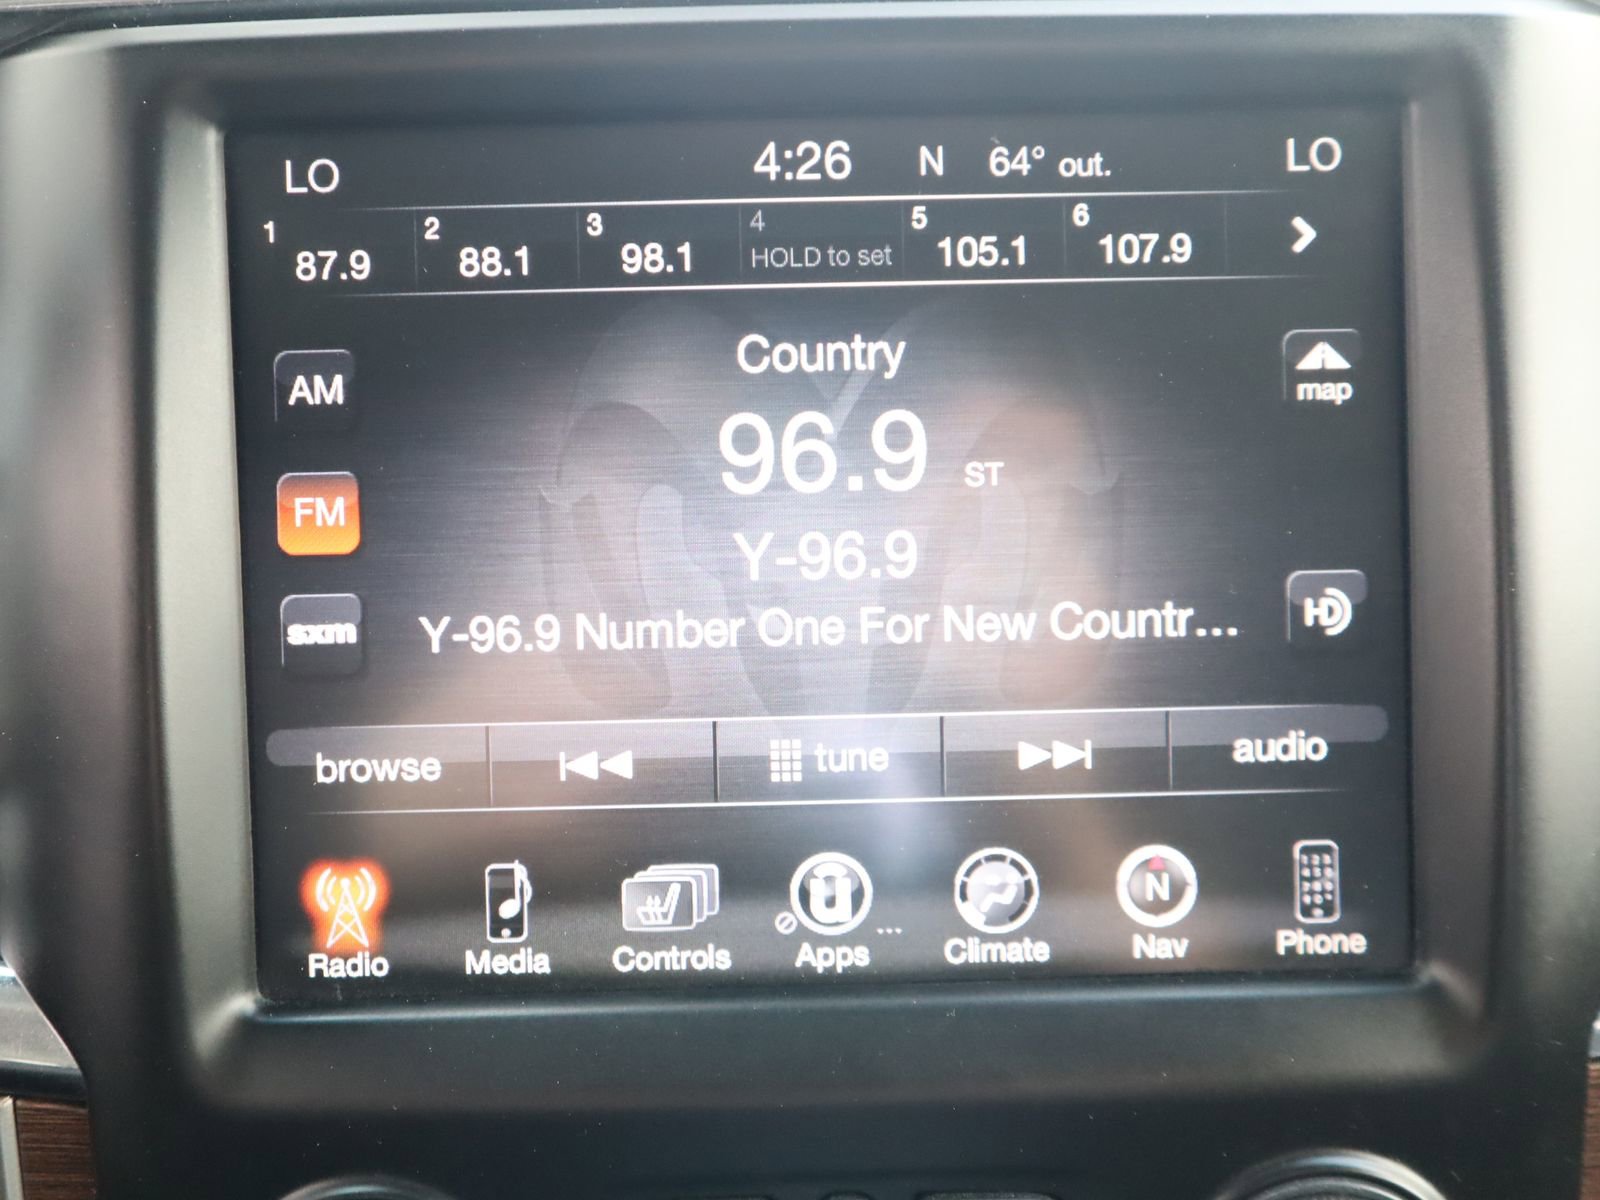 LO 4:26 N 64° out. LO
1 87.9 2 88.1 3 98.1 4 HOLD to set 5 105.1 6 107.9
Country
AM
map
96.9 ST
FM
Y-96.9
sxm
Y-96.9 Number One For New Countr...
HD
browse tune audio
Radio Media Controls ū Apps ... Climate N Nav Phone